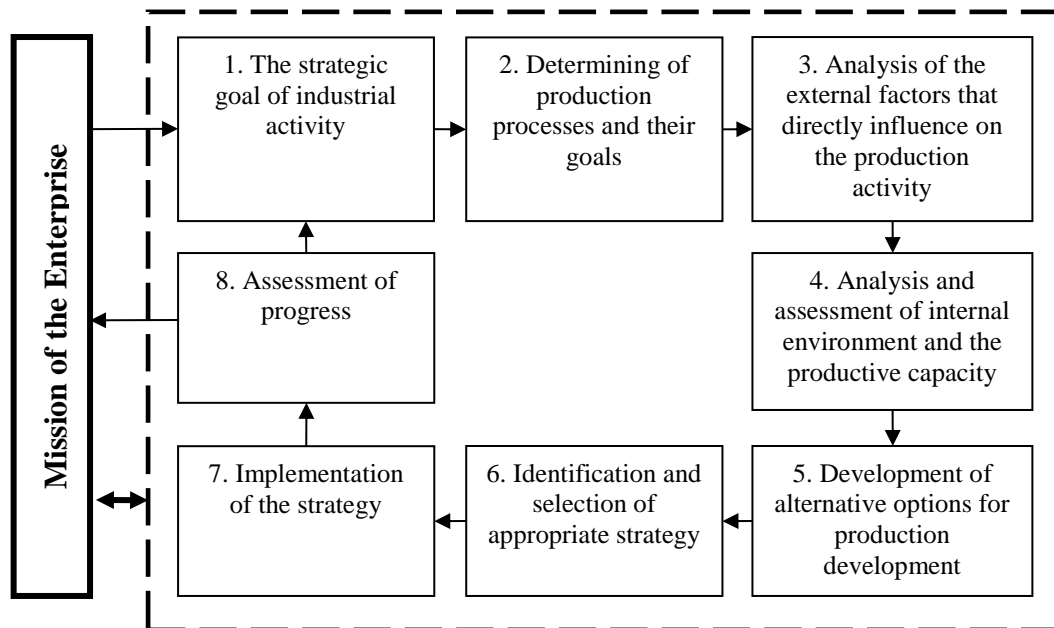 Mission of the Enterprise
1. The strategic
goal of industrial
activity
2. Determining of
production
processes and their
goals
3. Analysis of the
external factors that
directly influence on
the production
activity
4. Analysis and
assessment of internal
environment and the
productive capacity
5. Development of
alternative options for
production
development
6. Identification and
selection of
appropriate strategy
7. Implementation
of the strategy
8. Assessment of
progress